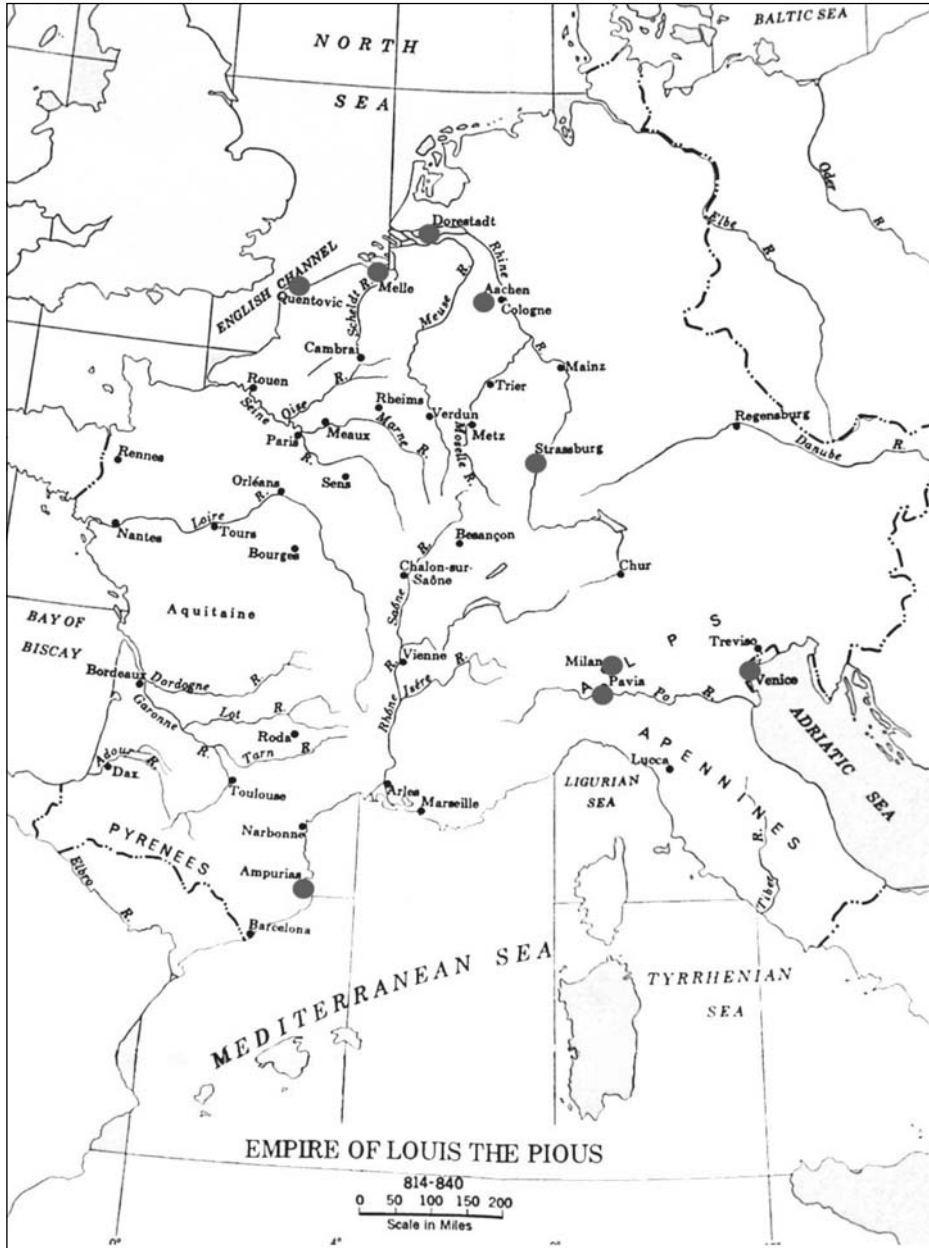 BALTIC SEA
NORTH
SEA
Oder
R.
Elbe
R.
Dorestadt
Rhine
R.
ENGLISH CHANNEL
Quentovic
Melle
Scheldt R.
Meuse
R.
Aachen
Cologne
Cambrai
Mainz
Rouen
Seine
R.
Oise
R.
Trier
Rheims
Verdun
Marne
R.
Meaux
Paris
Metz
Moselle
R.
Regensburg
Danube
R.
Strassburg
Rennes
Sens
Orléans
Loire
R.
Nantes
Tours
Bourges
Besançon
Chalon-sur-
Saône
Saône
R.
Chur
Aquitaine
BAY OF
BISCAY
ALPS
Treviso
Vienne
Isére
R.
Milan
Pavia
Po
R.
Venice
Bordeaux
Dordogne
R.
Garonne
R.
Lot
R.
Rhône
R.
Roda
Tarn
R.
Adour
R.
Dax
Toulouse
ADRIATIC
SEA
APENNINES
Lucca
LIGURIAN
SEA
Arles
Marseille
Narbonne
PYRENEES
Elbro
R.
Ampurias
Tiber
R.
Barcelona
MEDITERRANEAN SEA
TYRRHENIAN
SEA
EMPIRE OF LOUIS THE PIOUS
814-840
0 50 100 150 200
Scale in Miles
0°
4°